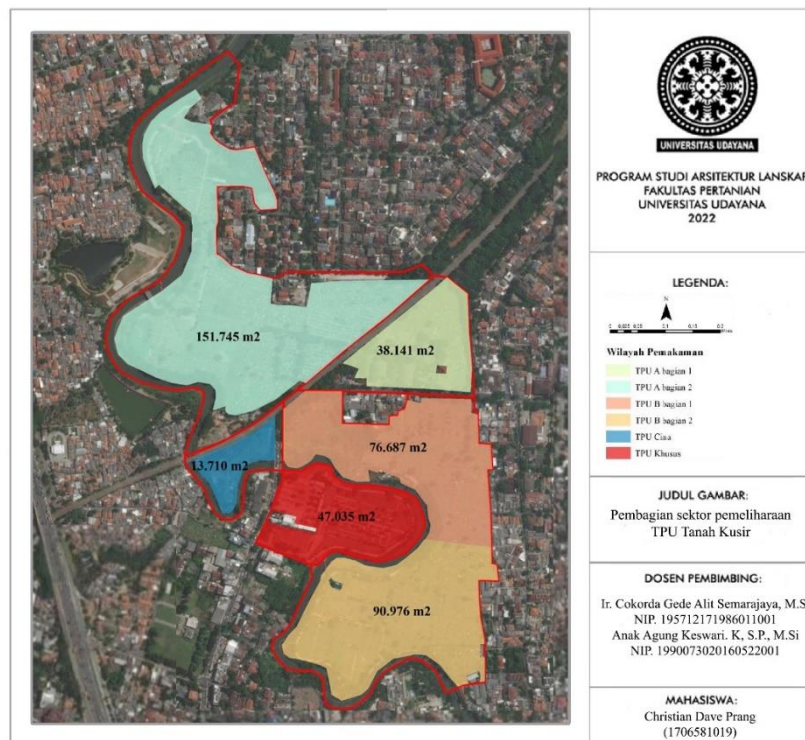 151.745 m2
38.141 m2
76.687 m2
13.710 m2
47.035 m2
90.976 m2
UNIVERSITAS UDAYANA
PROGRAM STUDI ARSITEKTUR LANSKAP
FAKULTAS PERTANIAN
UNIVERSITAS UDAYANA
2022
LEGENDA:
N
Wilayah Pemakaman
TPU A bagian 1
TPU A bagian 2
TPU B bagian 1
TPU B bagian 2
TPU Cina
TPU Khusus
JUDUL GAMBAR:
Pembagian sektor pemeliharaan
TPU Tanah Kusir
DOSEN PEMBIMBING:
Ir. Cokorda Gede Alit Semarajaya, M.S
NIP. 195712171986011001
Anak Agung Keswari. K, S.P., M.Si
NIP. 1990073020160522001
MAHASISWA:
Christian Dave Prang
(1706581019)